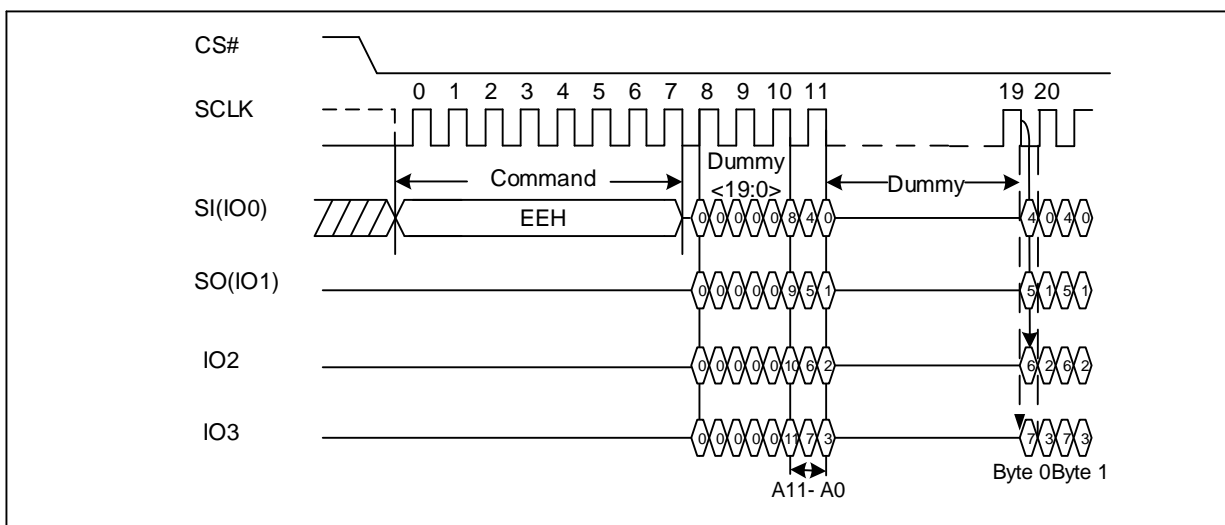 CS#
0 1 2 3 4 5 6 7 8 9 10 11 19 20
SCLK
Dummy
<19:0>
Command
Dummy
SI(IO0)
EEH
0 0 0 0 0 8 4 0 4 0 4 0
SO(IO1)
0 0 0 0 0 9 5 1 5 1 5 1
IO2
0 0 0 0 0 10 6 2 6 2 6 2
IO3
0 0 0 0 0 11 7 3 7 3 7 3
A11- A0
Byte 0 Byte 1